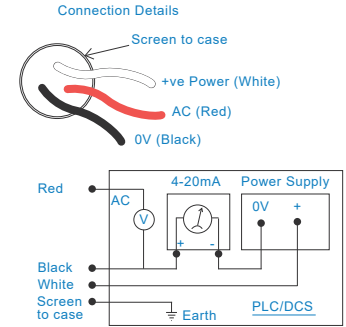 Connection Details
Screen to case
+ve Power (White)
AC (Red)
0V (Black)
4-20mA Power Supply
Red
AC
0V +
V
+ -
Black
White
Screen
to case
Earth
PLC/DCS